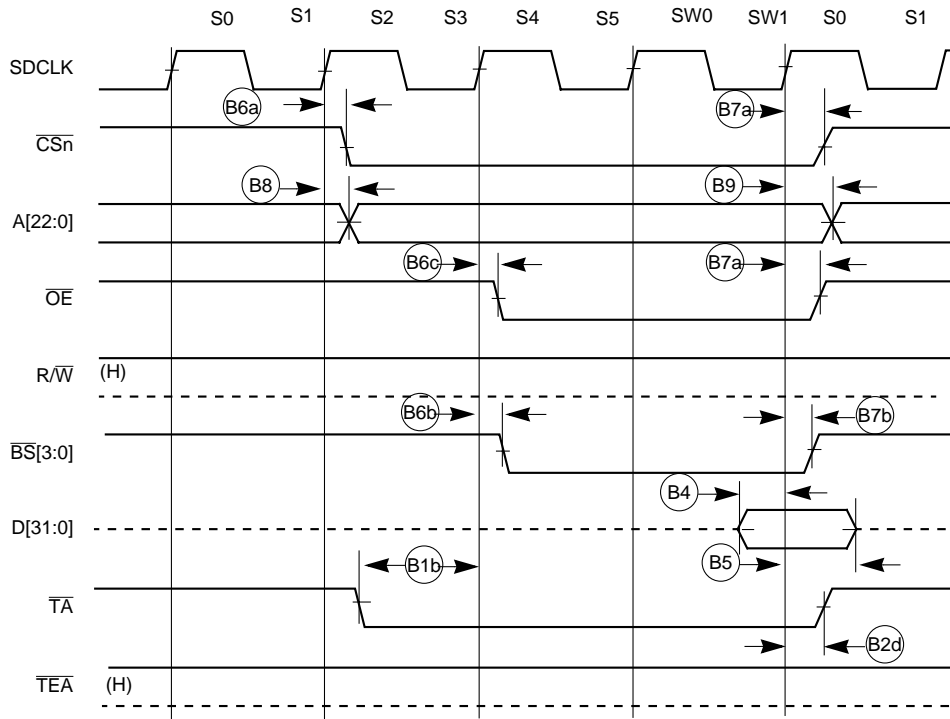 S0 S1 S2 S3 S4 S5 SW0 SW1 S0 S1
SDCLK
B6a B7a
CSn
B8 B9
A[22:0]
B6c B7a
OE
R/W (H)
B6b B7b
BS[3:0]
B4
D[31:0]
B1b B5
TA
B2d
TEA (H)